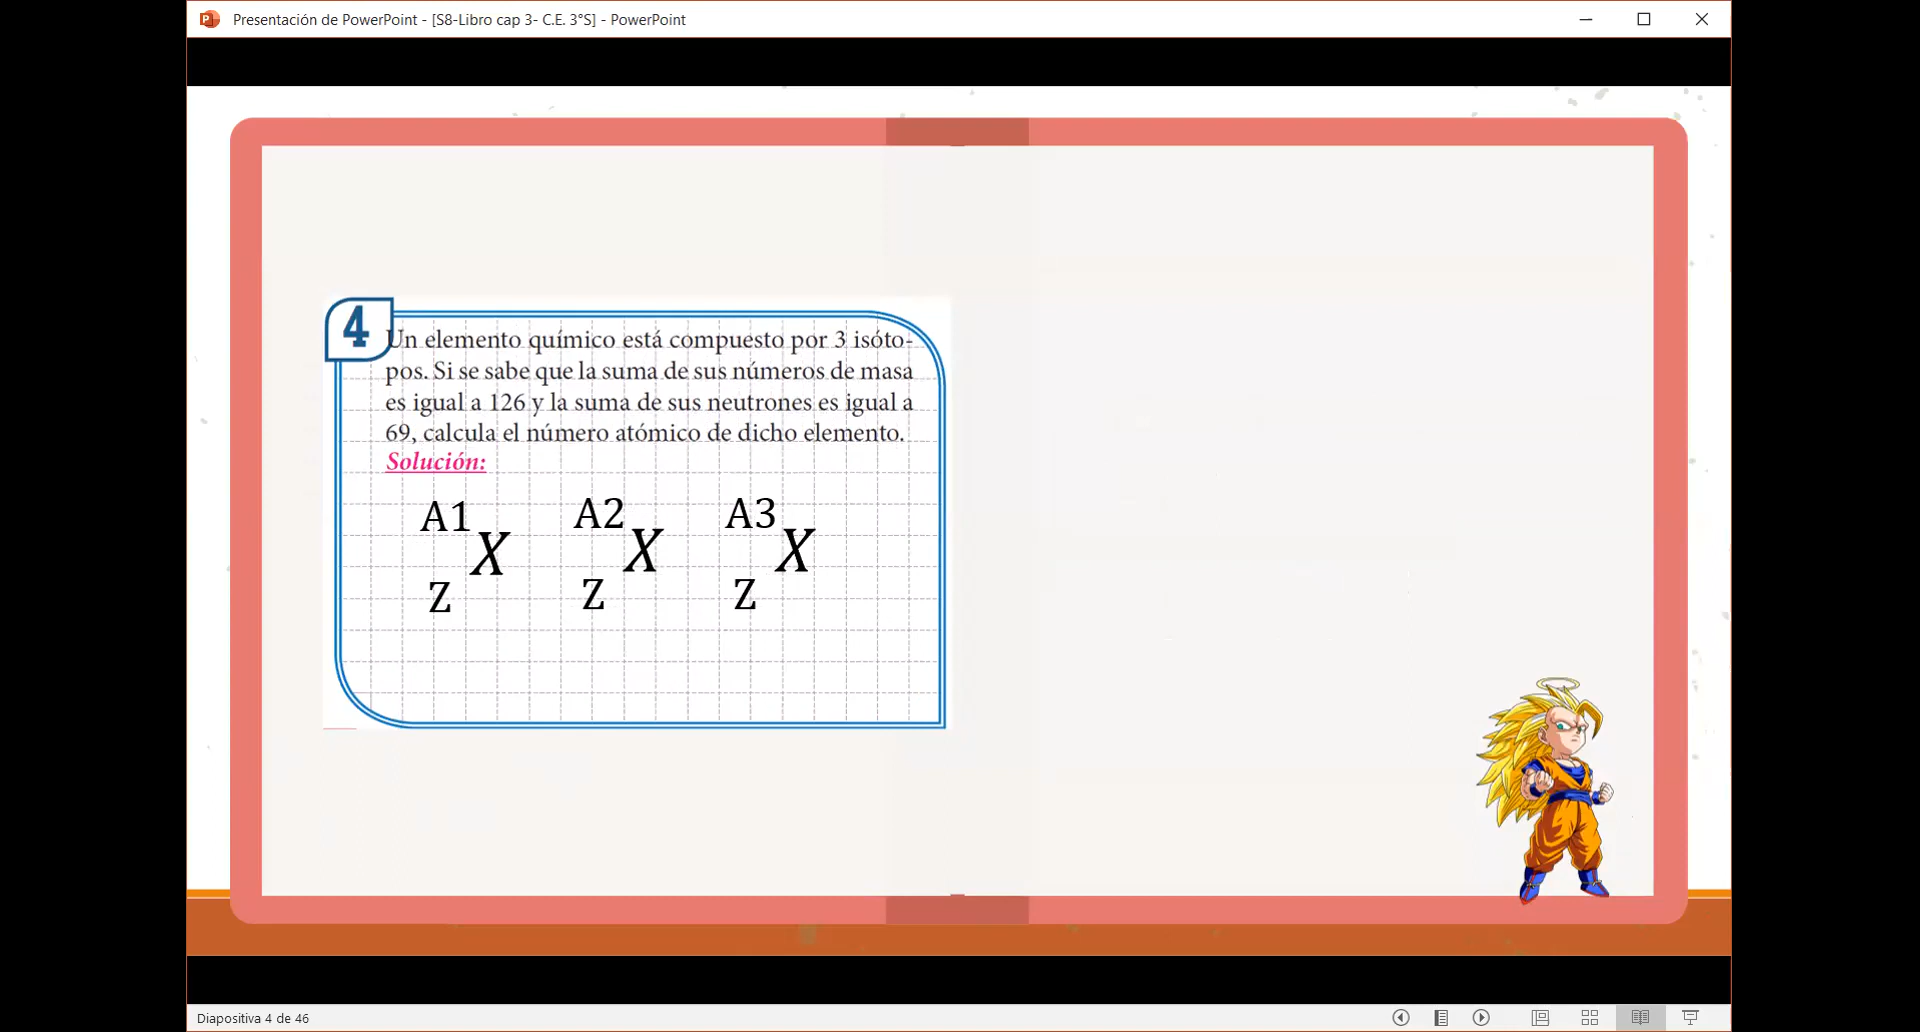 Presentación de PowerPoint - [S8-Libro cap 3- C.E. 3°S] - PowerPoint
4
Un elemento químico está compuesto por 3 isóto-
pos. Si se sabe que la suma de sus números de masa
es igual a 126 y la suma de sus neutrones es igual a
69, calcula el número atómico de dicho elemento.
Solución:
A1 A2 A3
X X X
Z Z Z
Diapositiva 4 de 46